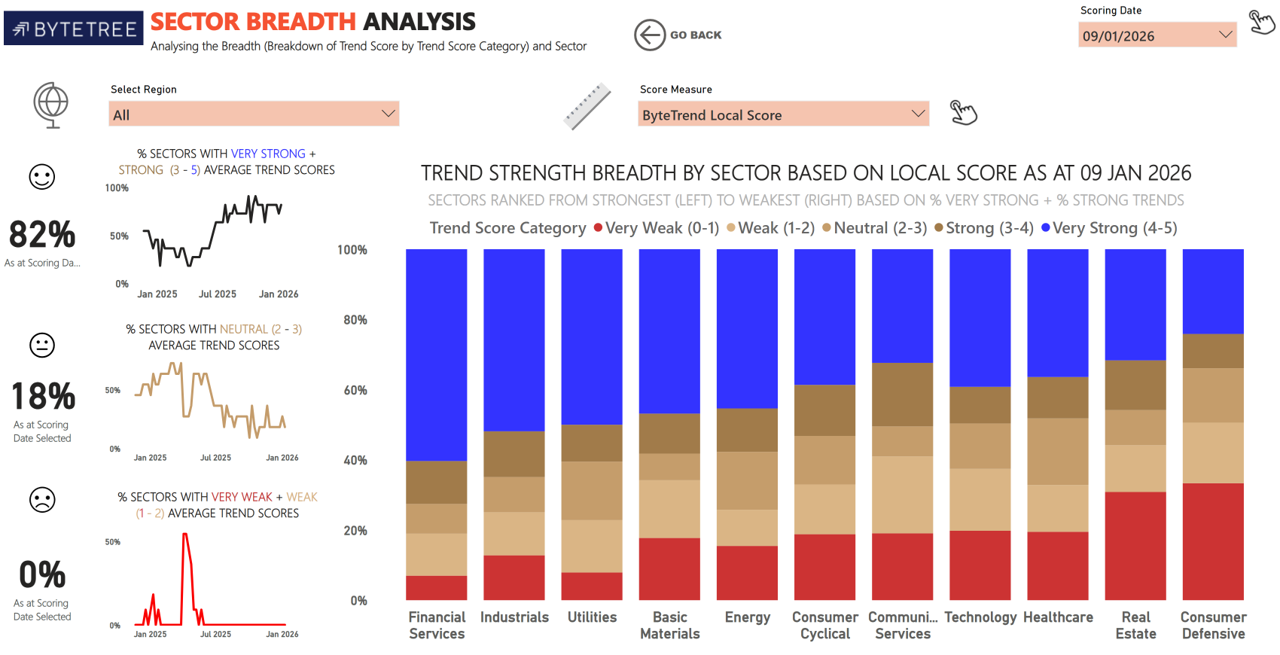 BYTETREE
SECTOR BREADTH ANALYSIS
Analysing the Breadth (Breakdown of Trend Score by Trend Score Category) and Sector
GO BACK
Scoring Date
09/01/2026
Select Region
All
Score Measure
ByteTrend Local Score
% SECTORS WITH VERY STRONG +
STRONG (3 - 5) AVERAGE TREND SCORES
82%
As at Scoring Da...
100%
50%
0%
Jan 2025 Jul 2025 Jan 2026
% SECTORS WITH NEUTRAL (2 - 3)
AVERAGE TREND SCORES
18%
As at Scoring
Date Selected
50%
0%
Jan 2025 Jul 2025 Jan 2026
% SECTORS WITH VERY WEAK + WEAK
(1 - 2) AVERAGE TREND SCORES
0%
As at Scoring
Date Selected
50%
0%
Jan 2025 Jul 2025 Jan 2026
TREND STRENGTH BREADTH BY SECTOR BASED ON LOCAL SCORE AS AT 09 JAN 2026
SECTORS RANKED FROM STRONGEST (LEFT) TO WEAKEST (RIGHT) BASED ON % VERY STRONG + % STRONG TRENDS
Trend Score Category Very Weak (0-1) Weak (1-2) Neutral (2-3) Strong (3-4) Very Strong (4-5)
100%
80%
60%
40%
20%
0%
Financial Services
Industrials
Utilities
Basic Materials
Energy
Consumer Cyclical
Communi... Services
Technology
Healthcare
Real Estate
Consumer Defensive